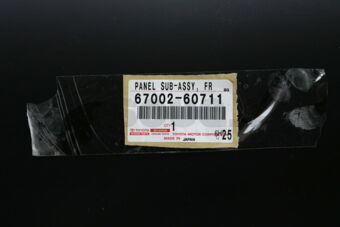 PANEL SUB-ASSY, FR
67002-60711
1
TOYOTA MOTOR CORPORATION
25
MADE IN JAPAN